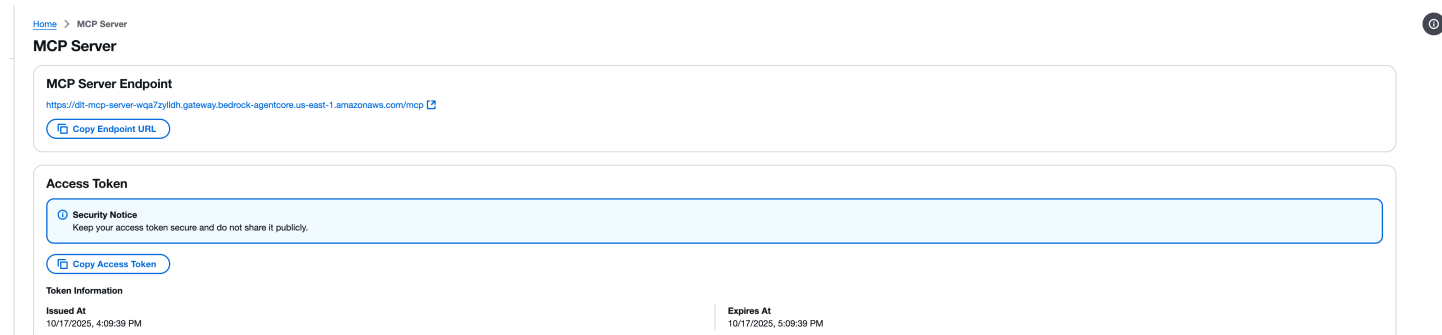 Home > MCP Server
MCP Server
MCP Server Endpoint
https://dlt-mcp-server-wqa7zylldh.gateway.bedrock-agentcore.us-east-1.amazonaws.com/mcp
Copy Endpoint URL
Access Token
Security Notice
Keep your access token secure and do not share it publicly.
Copy Access Token
Token Information
Issued At
10/17/2025, 4:09:39 PM
Expires At
10/17/2025, 5:09:39 PM